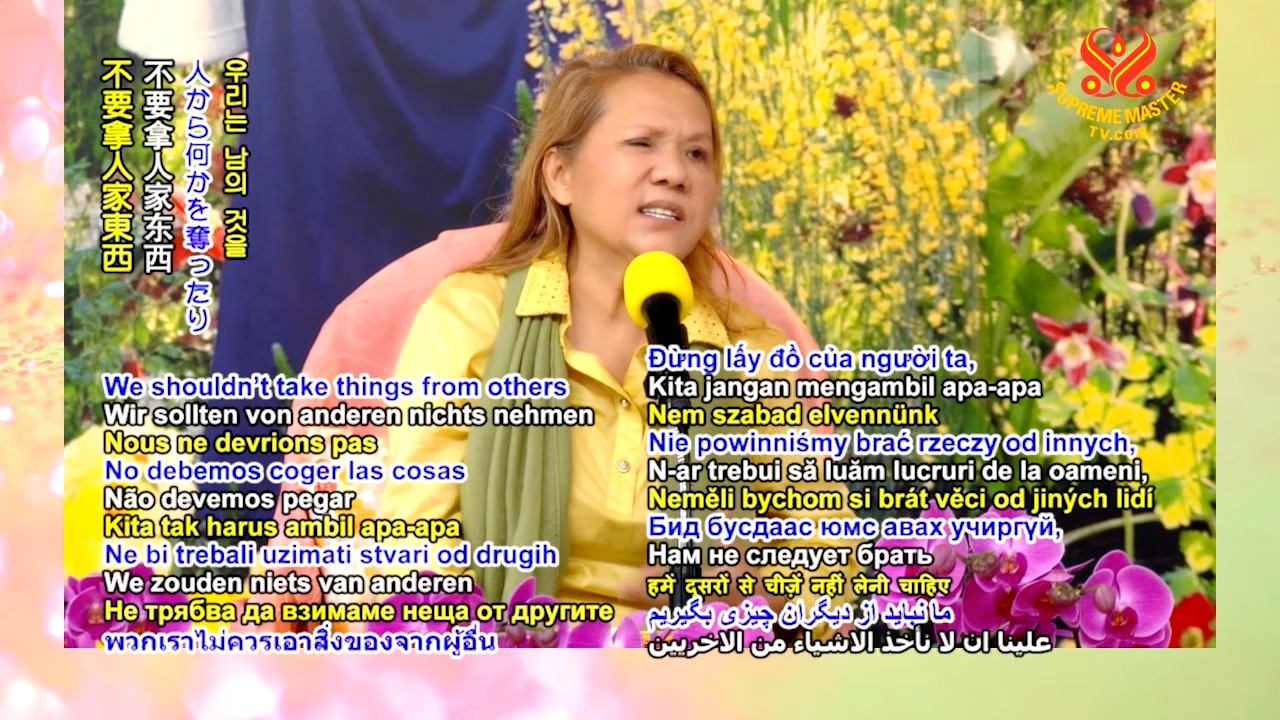 우리는 남의 것을
人から何かを奪ったり
不要拿人家东西
不要拿人家東西
SUPREME MASTER
TV.com
We shouldn't take things from others
Wir sollten von anderen nichts nehmen
Nous ne devrions pas
No debemos coger las cosas
Não devemos pegar
Kita tak harus ambil apa-apa
Ne bi trebali uzimati stvari od drugih
We zouden niets van anderen
Не трябва да взимаме неща от другите
พวกเราไม่ควรเอาสิ่งของจากผู้อื่น
Đừng lấy đồ của người ta,
Kita jangan mengambil apa-apa
Nem szabad elvennünk
Nie powinniśmy brać rzeczy od innych,
N-ar trebui să luăm lucruri de la oameni,
Neměli bychom si brát věci od jiných lidí
Бид бусдаас юмс авах учиргүй,
Нам не следует брать
हमें दूसरों से चीज़ें नहीं लेनी चाहिए
ما نباید از دیگران چیزی بگیریم
علينا ان لا نأخذ الاشياء من الاخريين